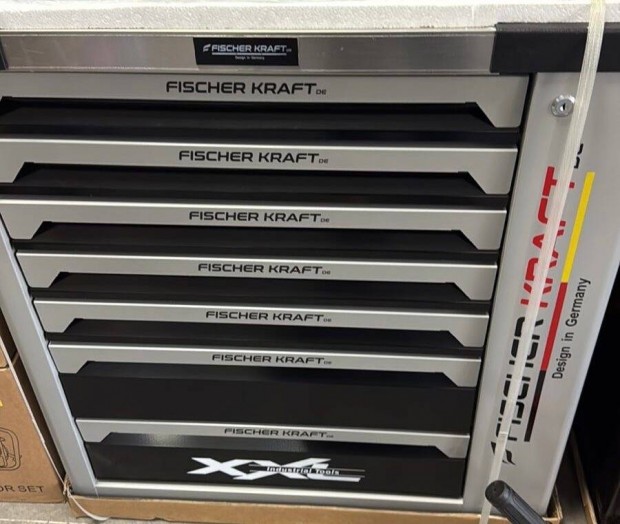 FISCHER KRAFT DE
Design in Germany
FISCHER KRAFT DE
FISCHER KRAFT DE
FISCHER KRAFT DE
FISCHER KRAFT DE
FISCHER KRAFT DE
FISCHER KRAFT DE
FISCHER KRAFT DE
XXL
Industrial Tools
FISCHER KRAFT DE
Design in Germany
OR SET